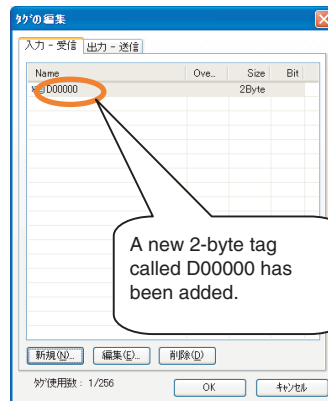 ﾀｸﾞの編集
入力 - 受信 出力 - 送信
Name Ove... Size Bit
D00000 2Byte
A new 2-byte tag
called D00000 has
been added.
新規(N)... 編集(E)... 削除(D)
ﾀｸﾞ使用数 : 1/256
OK ｷｬﾝｾﾙ